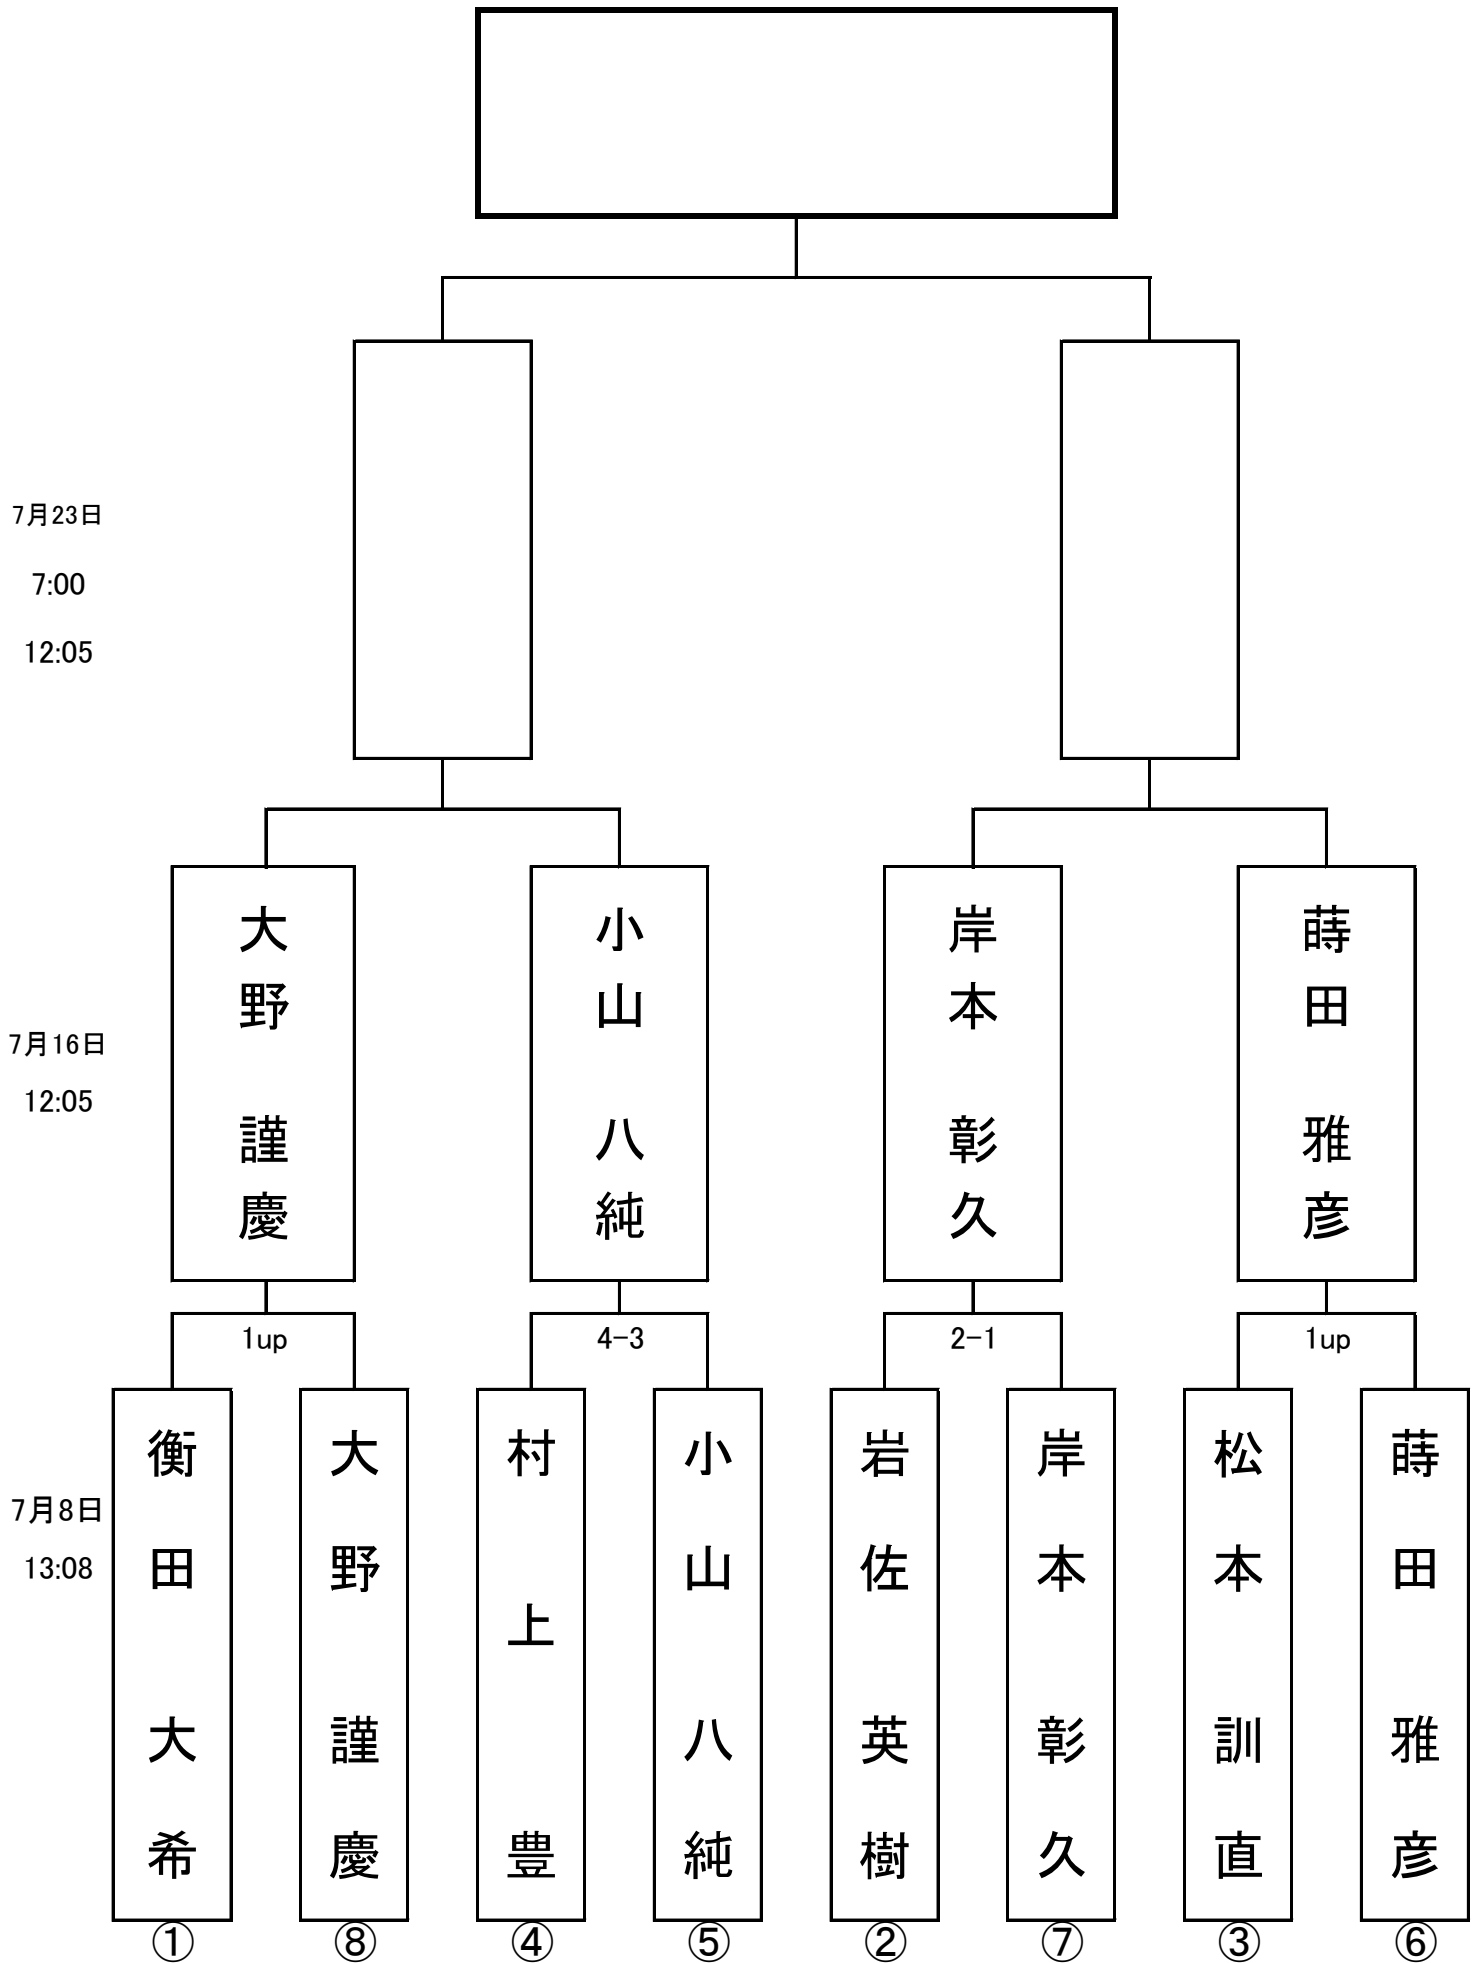 7月23日
7:00
12:05
7月16日
12:05
大野 謹慶
小山 八純
岸本 彰久
蒔田 雅彦
1up
4-3
2-1
1up
7月8日
13:08
衡田 大希
大野 謹慶
村上 豊
小山 八純
岩佐 英樹
岸本 彰久
松本 訓直
蒔田 雅彦
①
⑧
④
⑤
②
⑦
③
⑥